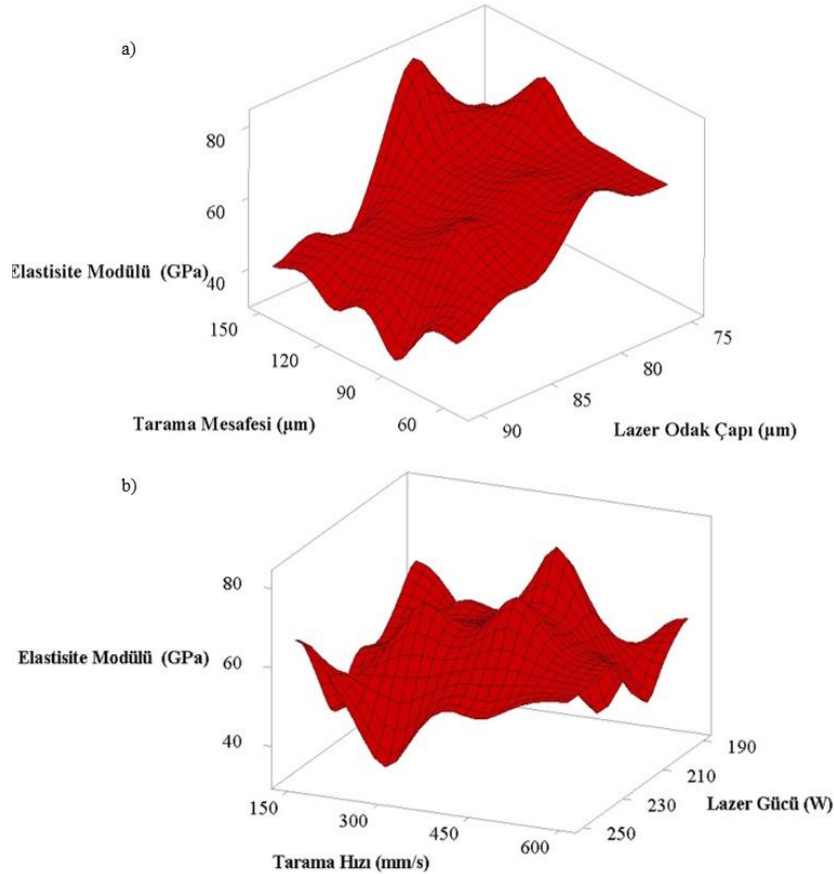 a)
80
60
Elastisite Modülü (GPa)
40
150
120
90
60
Tarama Mesafesi (µm)
75
80
85
90
Lazer Odak Çapı (µm)
b)
80
Elastisite Modülü (GPa)
60
40
150
300
450
600
Tarama Hızı (mm/s)
190
210
230
250
Lazer Gücü (W)